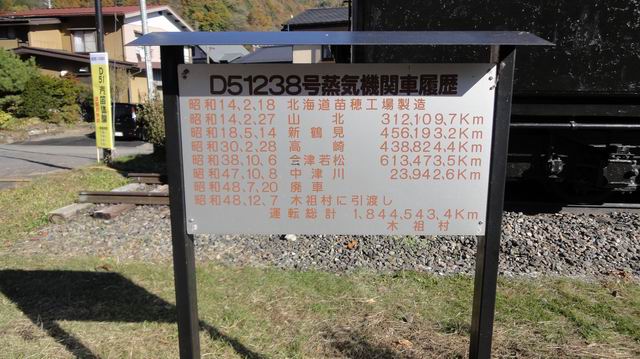 D51238号蒸気機関車履歴
昭和14.2.18 北海道苗穂工場製造
昭和14.2.27 山北 312,109.7Km
昭和18.5.14 新鶴見 456,193.2Km
昭和30.2.28 高崎 438,824.4Km
昭和38.10.6 会津若松 613,473.5Km
昭和47.10.8 中津川 23,942.6Km
昭和48.7.20 廃車
昭和48.12.7 木祖村に引渡し
運転総計 1,844,543.4Km
木祖村
D51